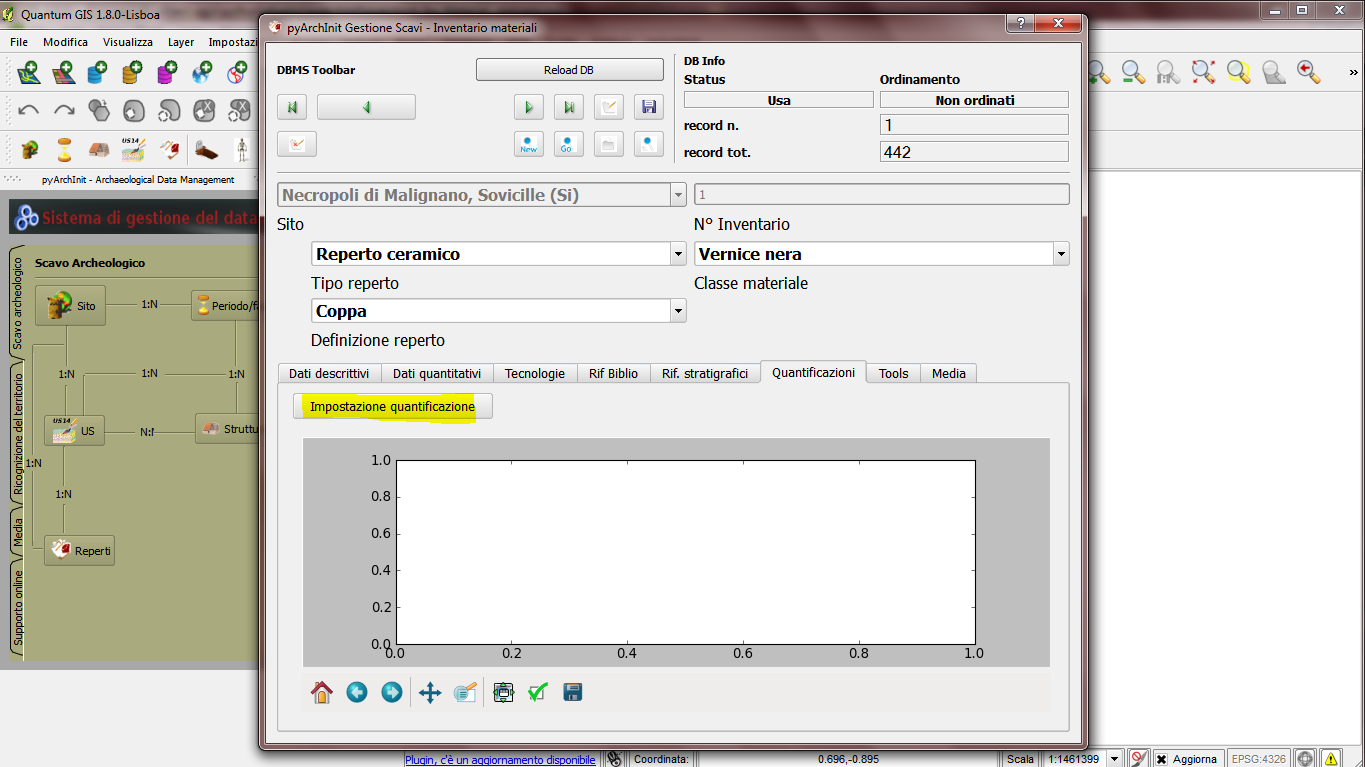 Quantum GIS 1.8.0-Lisboa
File Modifica Visualizza Layer Impostazi
pyArchInit - Archaeological Data Management
Sistema di gestione del data
Scavo archeologico
Ricognizione del territorio
Media
Supporto online
Scavo Archeologico
Sito
1:N
Periodo/fa
1:N
1:N
1:N
US14
US
N:
Struttu
1:N
1:N
Reperti
pyArchInit Gestione Scavi - Inventario materiali
DBMS Toolbar
Reload DB
New
Go
DB Info
Status
Ordinamento
Usa
Non ordinati
record n.
1
record tot.
442
Necropoli di Malignano, Sovicille (Si)
1
Sito
N° Inventario
Reperto ceramico
Vernice nera
Tipo reperto
Classe materiale
Coppa
Definizione reperto
Dati descrittivi Dati quantitativi Tecnologie Rif Biblio Rif. stratigrafici Quantificazioni Tools Media
Impostazione quantificazione
1.0
0.8
0.6
0.4
0.2
0.0
0.0 0.2 0.4 0.6 0.8 1.0
US14
»
Plugin, c'è un aggiornamento disponibile
Coordinata:
0.696,-0.895
Scala
1:1461399
Aggiorna
EPSG:4326